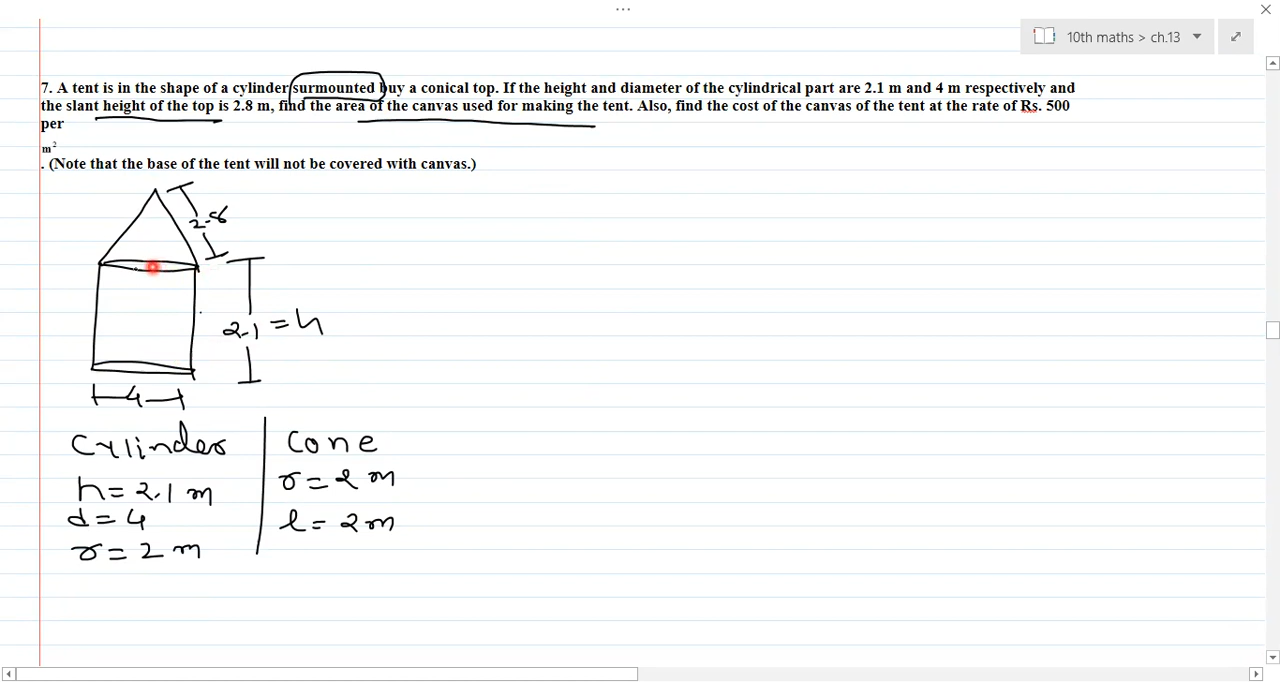 10th maths > ch.13
7. A tent is in the shape of a cylinder surmounted buy a conical top. If the height and diameter of the cylindrical part are 2.1 m and 4 m respectively and
the slant height of the top is 2.8 m, find the area of the canvas used for making the tent. Also, find the cost of the canvas of the tent at the rate of Rs. 500
per
m²
. (Note that the base of the tent will not be covered with canvas.)
2.8
2.1 = h
4
Cylinder
h = 2.1 m
d = 4
r = 2 m
Cone
r = 2 m
l = 2 m